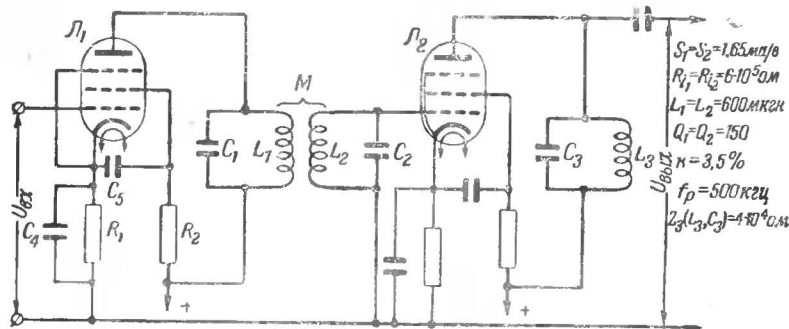 Л₁
Л₂
M
C₁
L₁
L₂
C₂
C₃
L₃
C₅
C₄
R₁
R₂
+
+
Uвх
Uвых
S₁=S₂=1,65ма/в
Ri₁=Ri₂=6·10⁵ом
L₁=L₂=600мкгн
Q₁=Q₂=150
к=3,5%
fр=500кгц
Z₃(L₃,C₃)=4·10⁴ом